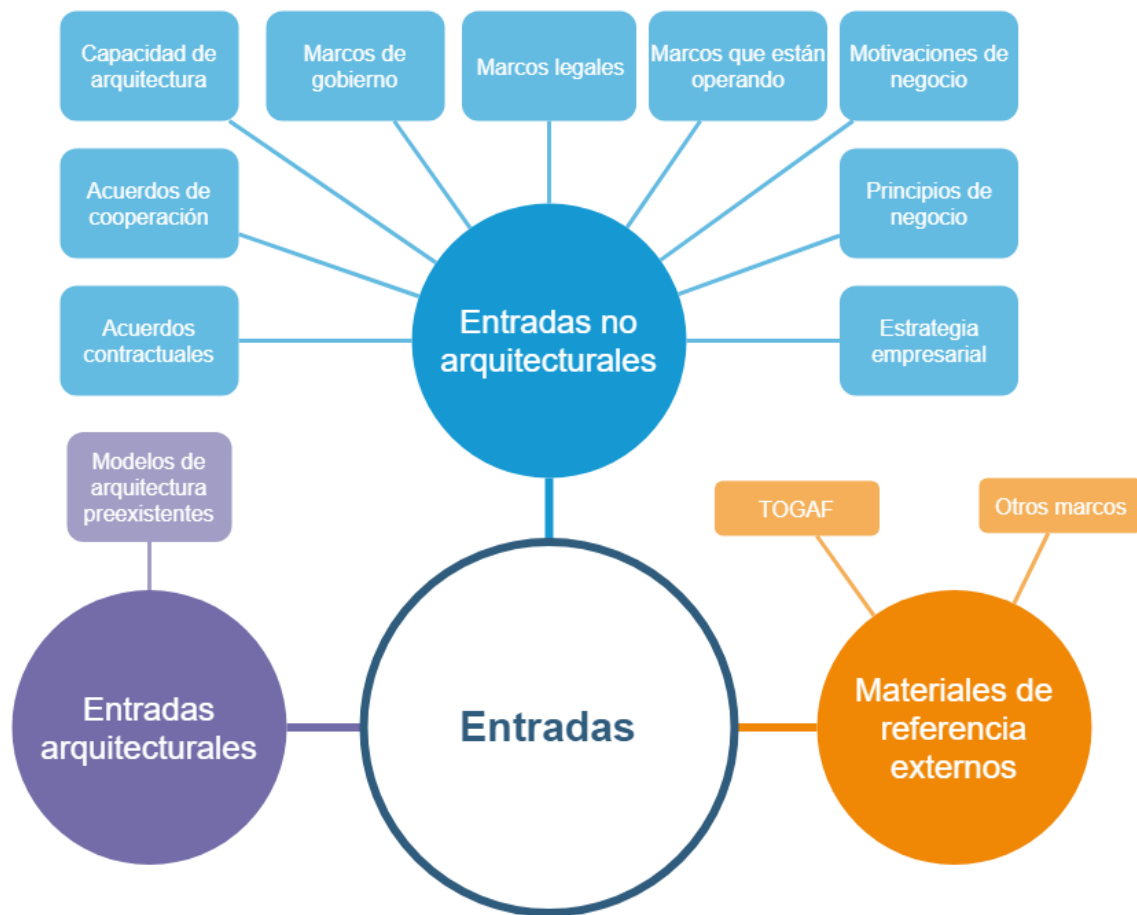 Capacidad de
arquitectura
Marcos de
gobierno
Marcos legales
Marcos que están
operando
Motivaciones de
negocio
Acuerdos de
cooperación
Principios de
negocio
Acuerdos
contractuales
Entradas no
arquitecturales
Estrategia
empresarial
Modelos de
arquitectura
preexistentes
TOGAF
Otros marcos
Entradas
arquitecturales
Entradas
Materiales de
referencia
externos